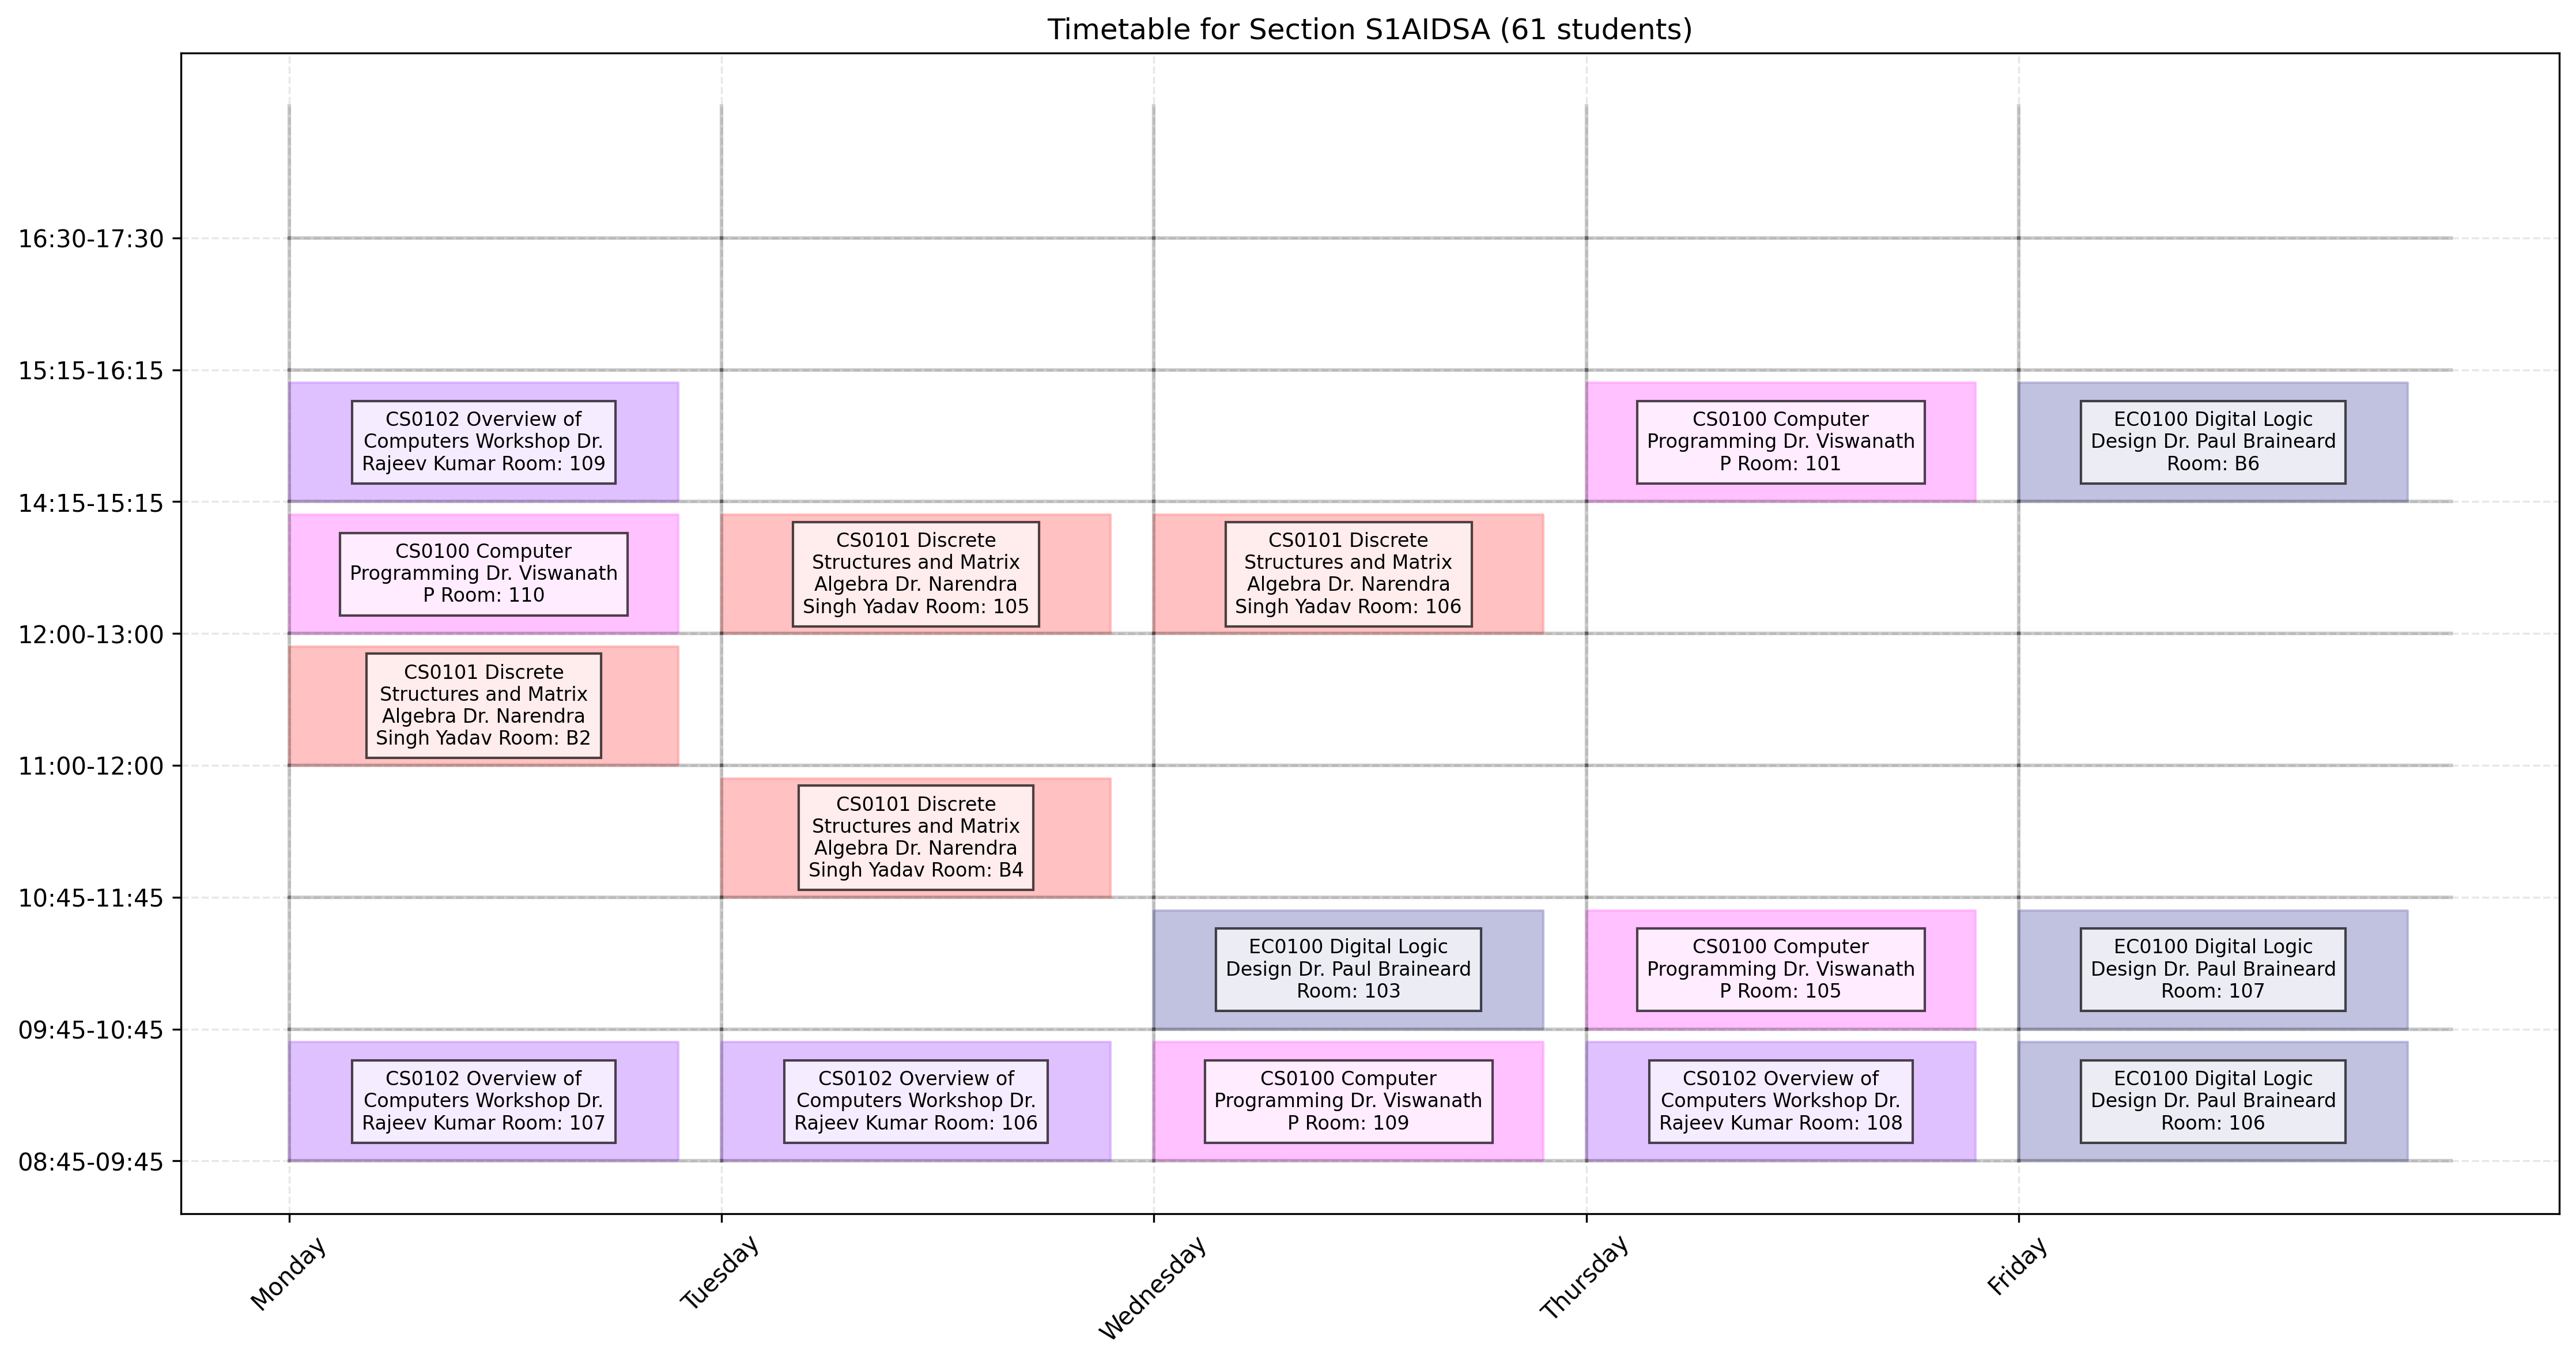 Timetable for Section S1AIDSA (61 students)
16:30-17:30
15:15-16:15
14:15-15:15
CS0102 Overview of
Computers Workshop Dr.
Rajeev Kumar Room: 109
CS0100 Computer
Programming Dr. Viswanath
P Room: 101
EC0100 Digital Logic
Design Dr. Paul Braineard
Room: B6
12:00-13:00
CS0100 Computer
Programming Dr. Viswanath
P Room: 110
CS0101 Discrete
Structures and Matrix
Algebra Dr. Narendra
Singh Yadav Room: 105
CS0101 Discrete
Structures and Matrix
Algebra Dr. Narendra
Singh Yadav Room: 106
11:00-12:00
CS0101 Discrete
Structures and Matrix
Algebra Dr. Narendra
Singh Yadav Room: B2
10:45-11:45
CS0101 Discrete
Structures and Matrix
Algebra Dr. Narendra
Singh Yadav Room: B4
09:45-10:45
EC0100 Digital Logic
Design Dr. Paul Braineard
Room: 103
CS0100 Computer
Programming Dr. Viswanath
P Room: 105
EC0100 Digital Logic
Design Dr. Paul Braineard
Room: 107
08:45-09:45
CS0102 Overview of
Computers Workshop Dr.
Rajeev Kumar Room: 107
CS0102 Overview of
Computers Workshop Dr.
Rajeev Kumar Room: 106
CS0100 Computer
Programming Dr. Viswanath
P Room: 109
CS0102 Overview of
Computers Workshop Dr.
Rajeev Kumar Room: 108
EC0100 Digital Logic
Design Dr. Paul Braineard
Room: 106
Monday
Tuesday
Wednesday
Thursday
Friday